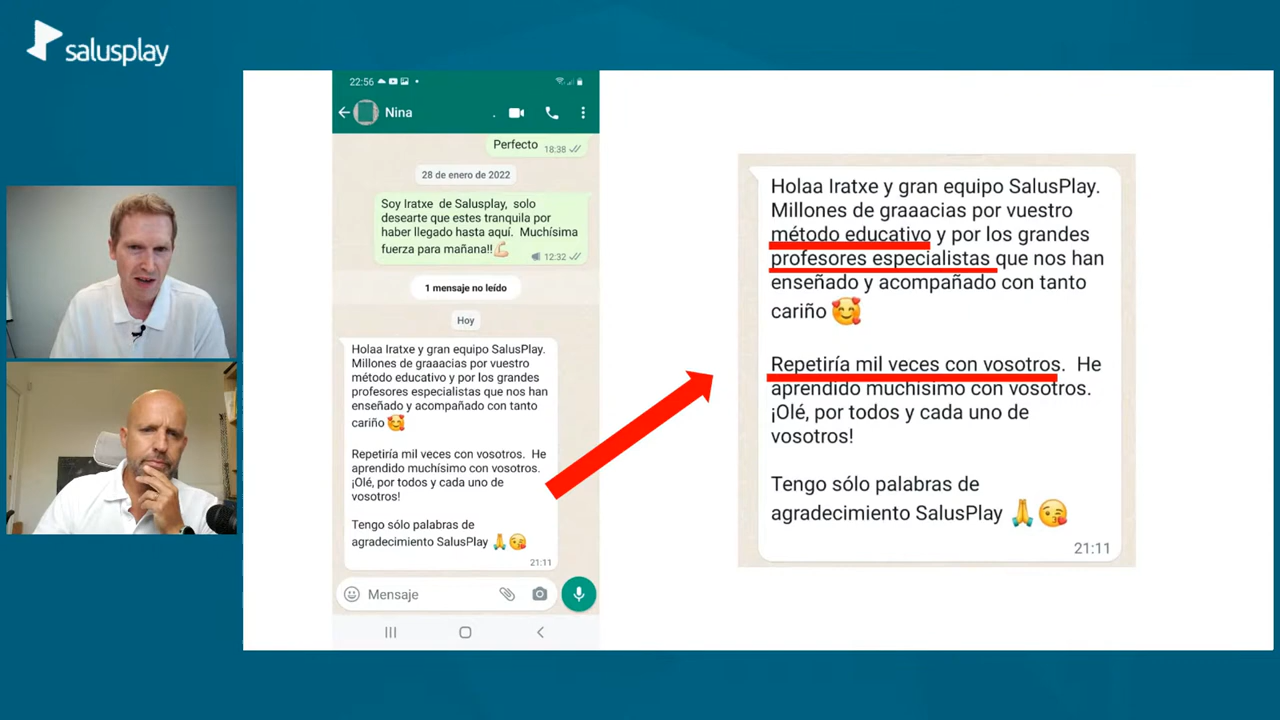 salusplay
22:56
Nina
Perfecto
18:38
28 de enero de 2022
Soy Iratxe de Salusplay, solo
desearte que estes tranquila por
haber llegado hasta aquí. Muchísima
fuerza para mañana!!💪🏻
12:32
1 mensaje no leído
Hoy
Holaa Iratxe y gran equipo SalusPlay.
Millones de graaacias por vuestro
método educativo y por los grandes
profesores especialistas que nos han
enseñado y acompañado con tanto
cariño 🥰
Repetiría mil veces con vosotros. He
aprendido muchísimo con vosotros.
¡Olé, por todos y cada uno de
vosotros!
Tengo sólo palabras de
agradecimiento SalusPlay 🙏😘
21:11
Mensaje
Holaa Iratxe y gran equipo SalusPlay.
Millones de graaacias por vuestro
método educativo y por los grandes
profesores especialistas que nos han
enseñado y acompañado con tanto
cariño 🥰
Repetiría mil veces con vosotros. He
aprendido muchísimo con vosotros.
¡Olé, por todos y cada uno de
vosotros!
Tengo sólo palabras de
agradecimiento SalusPlay 🙏😘
21:11